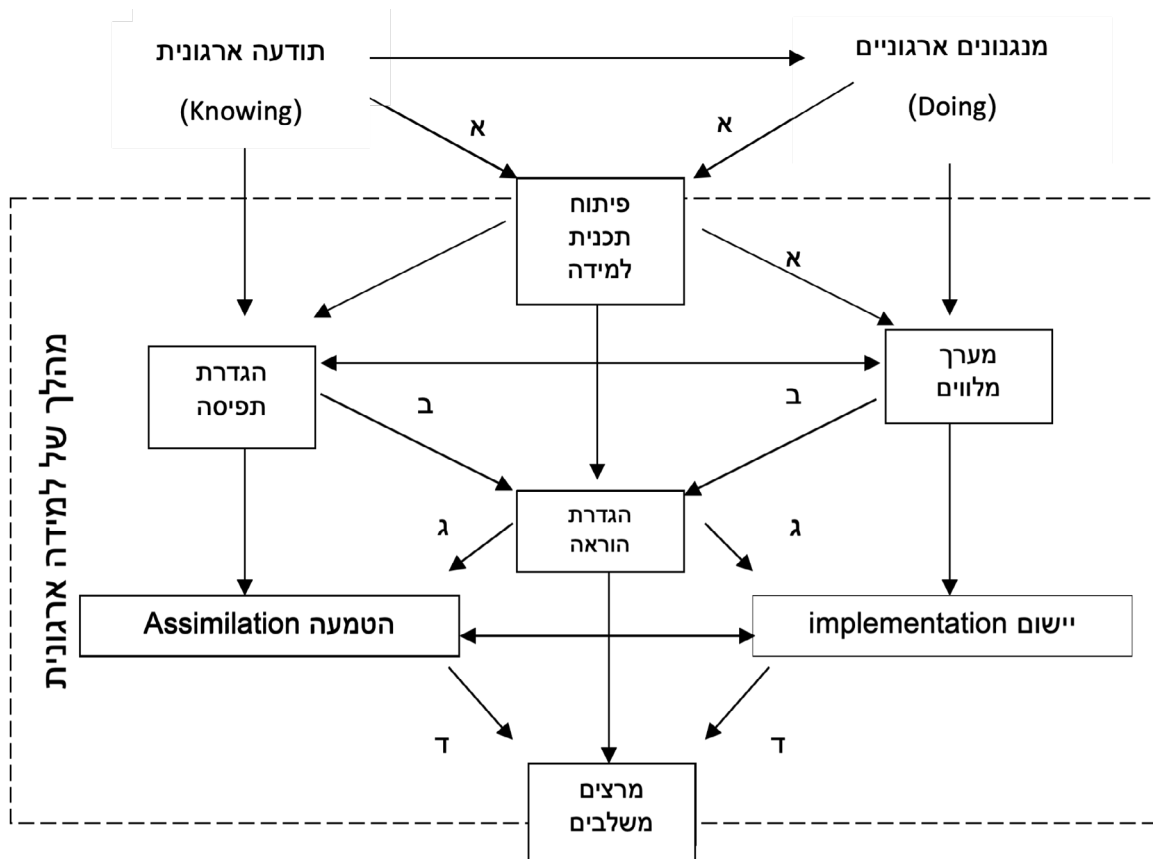 מנגנונים ארגוניים
(Doing)
תודעה ארגונית
(Knowing)
א
א
פיתוח
תכנית
למידה
א
מהלך של למידה ארגונית
מערך
מלווים
הגדרת
תפיסה
ב
ב
הגדרת
הוראה
ג
ג
יישום implementation
הטמעה Assimilation
ד
ד
מרצים
משלבים